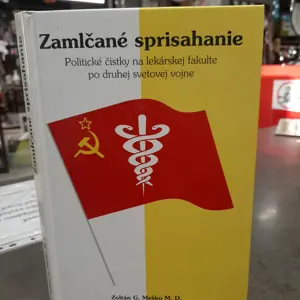 Zamlčané sprisahanie
Politické čistky na lekárskej fakulte
po druhej svetovej vojne
Zoltán G. Meško M. D.